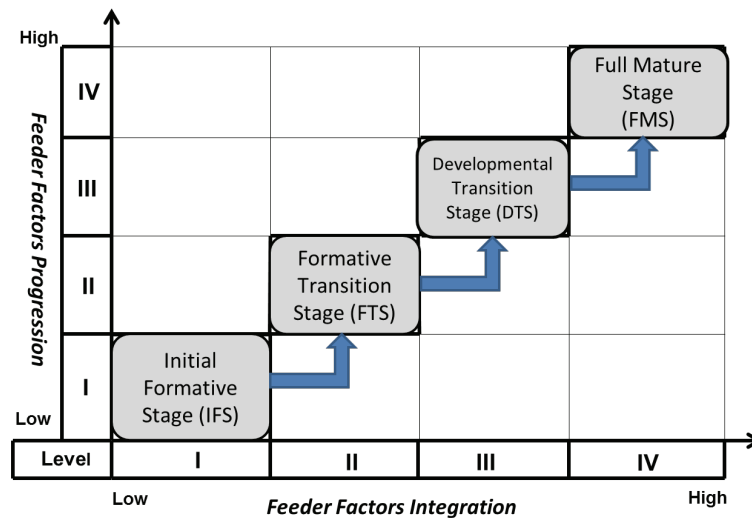 High
IV
Full Mature
Stage
(FMS)
Feeder Factors Progression
III
Developmental
Transition
Stage (DTS)
II
Formative
Transition
Stage (FTS)
I
Initial
Formative
Stage (IFS)
Low
Level
I
II
III
IV
Low
Feeder Factors Integration
High